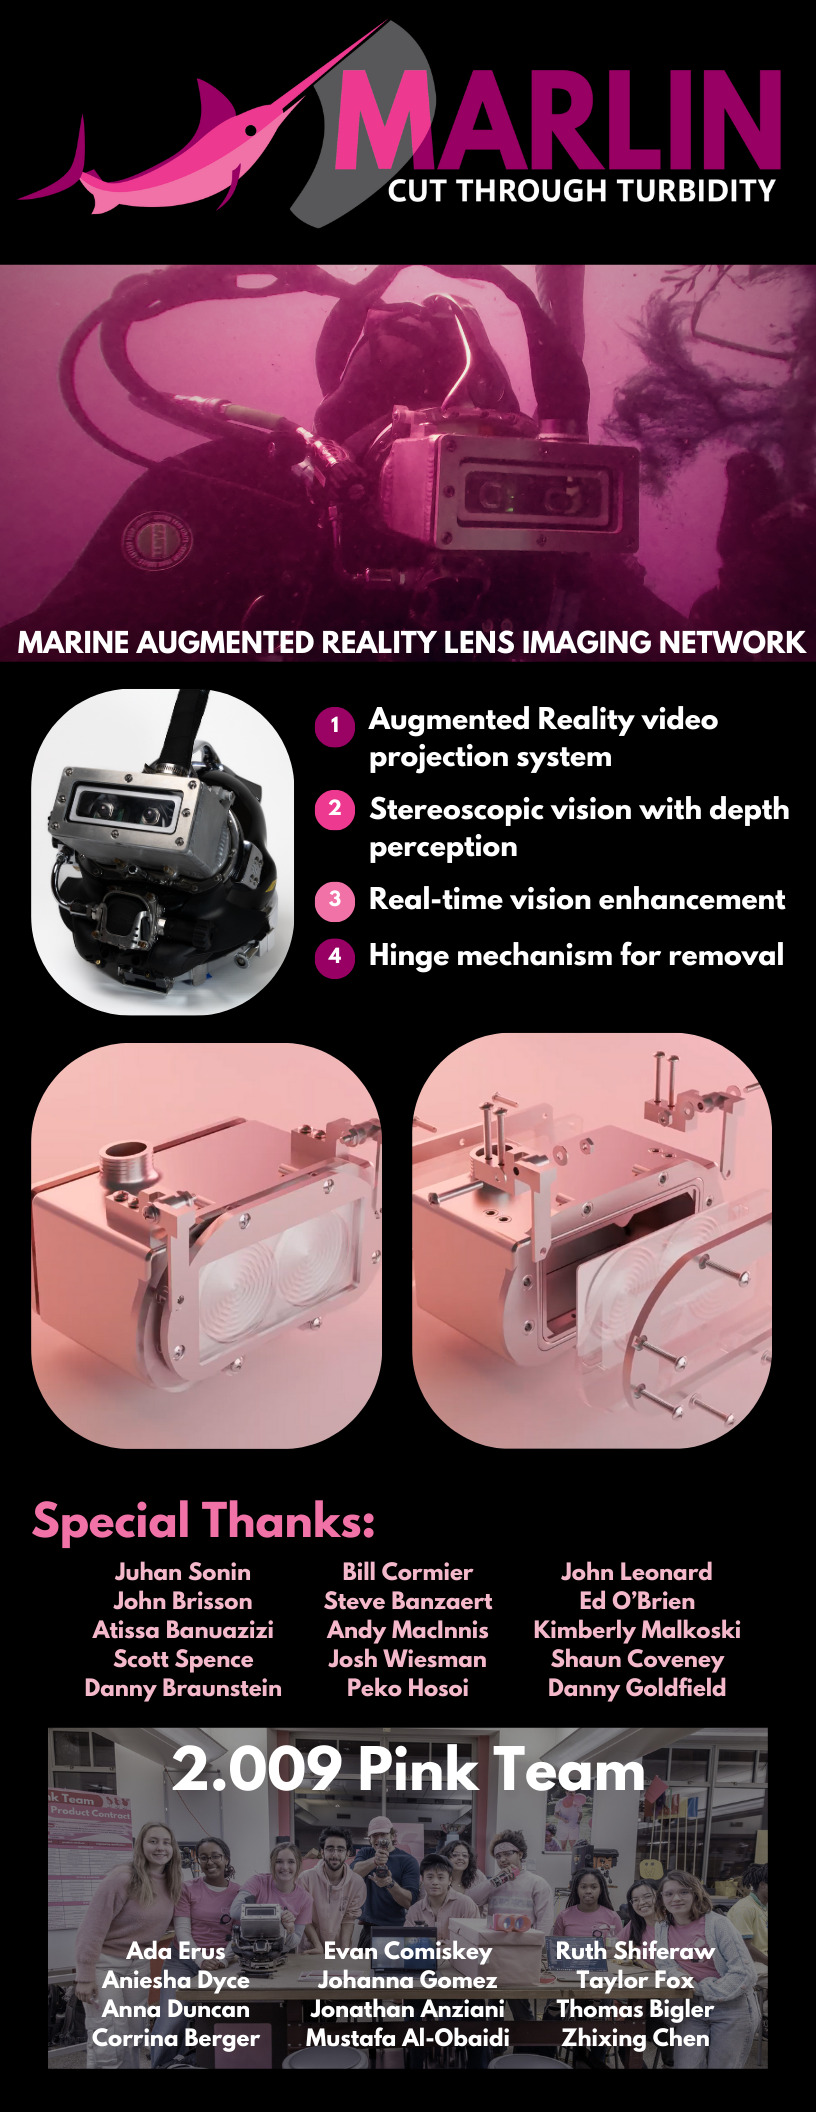 MARLIN
CUT THROUGH TURBIDITY
MARINE AUGMENTED REALITY LENS IMAGING NETWORK
1 Augmented Reality video
projection system
2 Stereoscopic vision with depth
perception
3 Real-time vision enhancement
4 Hinge mechanism for removal
Special Thanks:
Juhan Sonin
John Brisson
Atissa Banuazizi
Scott Spence
Danny Braunstein
Bill Cormier
Steve Banzaert
Andy MacInnis
Josh Wiesman
Peko Hosoi
John Leonard
Ed O’Brien
Kimberly Malkoski
Shaun Coveney
Danny Goldfield
2.009 Pink Team
nk Team
Product Contract
Ada Erus
Aniesha Dyce
Anna Duncan
Corrina Berger
Evan Comiskey
Johanna Gomez
Jonathan Anziani
Mustafa Al-Obaidi
Ruth Shiferaw
Taylor Fox
Thomas Bigler
Zhixing Chen